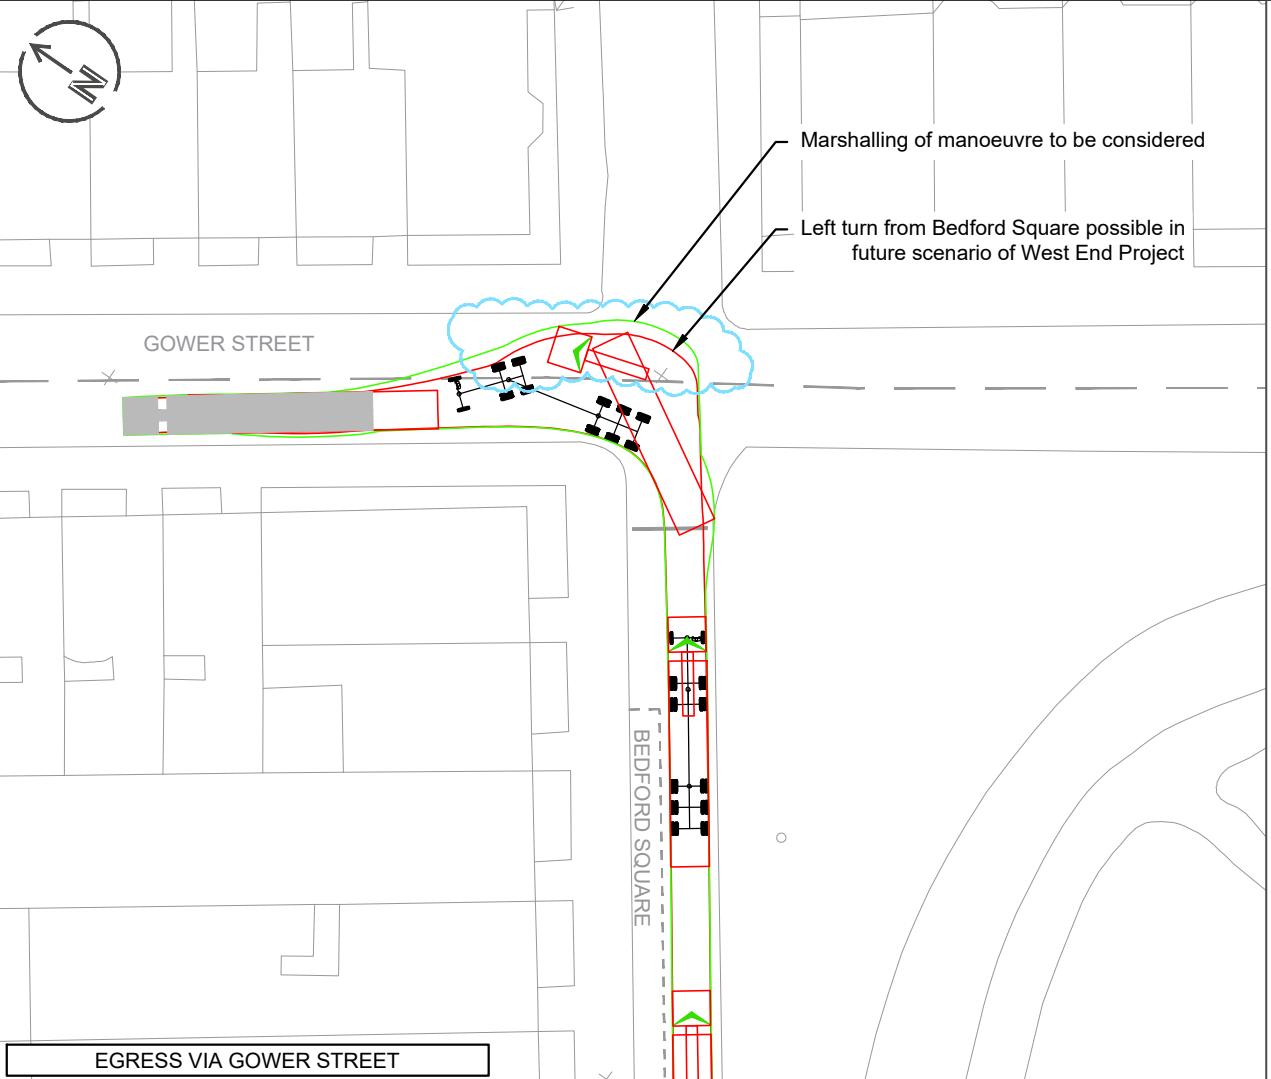 N
Marshalling of manoeuvre to be considered
Left turn from Bedford Square possible in
future scenario of West End Project
GOWER STREET
BEDFORD SQUARE
EGRESS VIA GOWER STREET